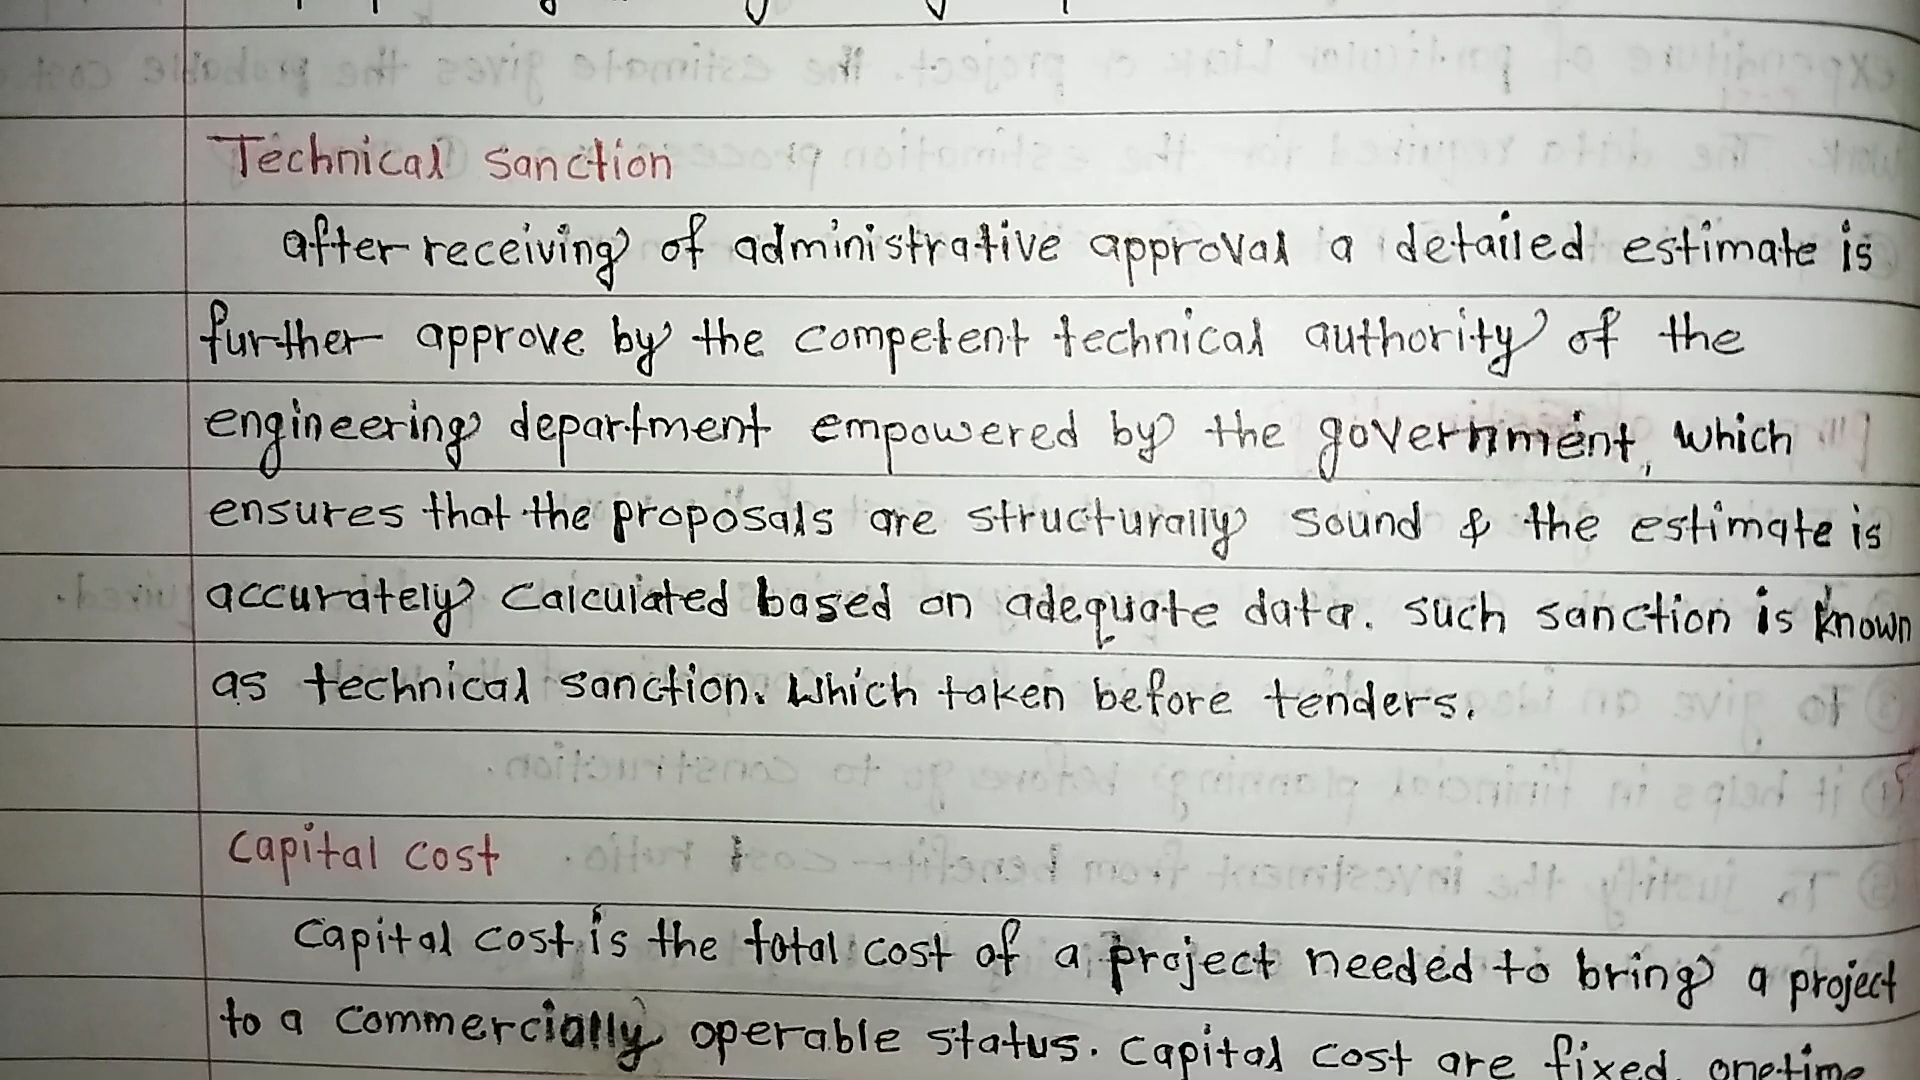 Technical Sanction
after receiving of administrative approval a detailed estimate is
further approve by the competent technical authority of the
engineering department empowered by the government, which
ensures that the proposals are structurally sound & the estimate is
accurately calculated based on adequate data. such sanction is known
as technical sanction. Which taken before tenders.
Capital cost
Capital cost is the total cost of a project needed to bring a project
to a commercially operable status. Capital cost are fixed, onetime